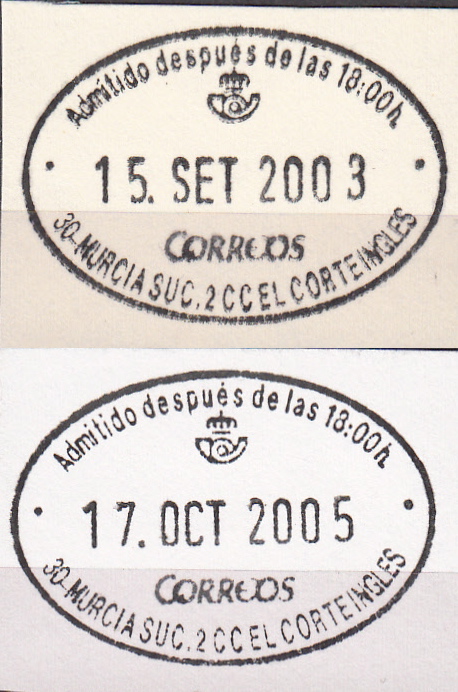 Admitido después de las 18:00h.
15. SET 2003
CORREOS
30-MURCIA SUC. 2 CC EL CORTE INGLES
Admitido después de las 18:00h.
17. OCT 2005
CORREOS
30-MURCIA SUC. 2 CC EL CORTE INGLES